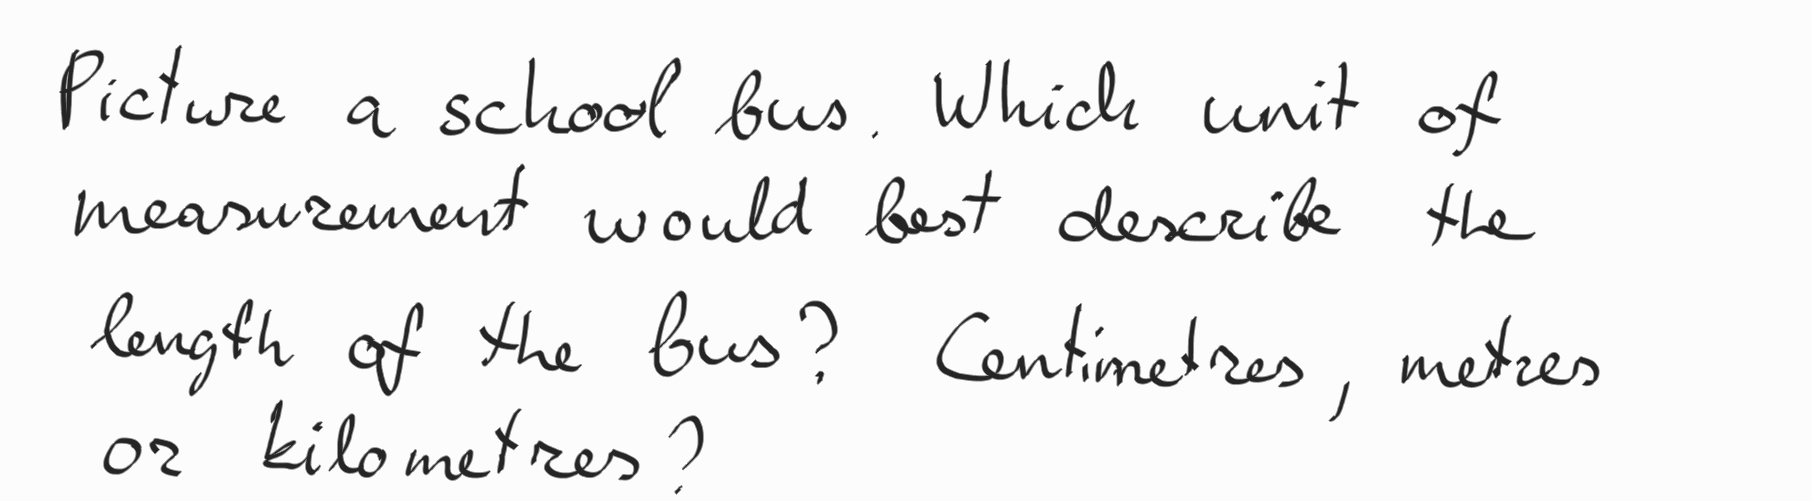 Picture a school bus. Which unit of
measurement would best describe the
length of the bus? Centimetres, metres
or kilometres?